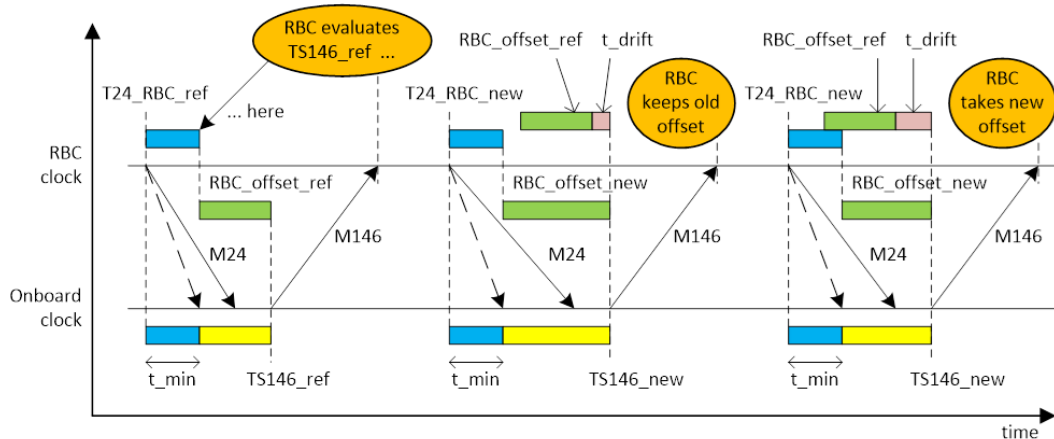 RBC evaluates
TS146_ref ...
RBC_offset_ref
t_drift
RBC_offset_ref
t_drift
T24_RBC_ref
... here
T24_RBC_new
RBC
keeps old
offset
T24_RBC_new
RBC
takes new
offset
RBC
clock
RBC_offset_ref
RBC_offset_new
RBC_offset_new
M24
M146
M24
M146
M24
M146
Onboard
clock
t_min
TS146_ref
t_min
TS146_new
t_min
TS146_new
time